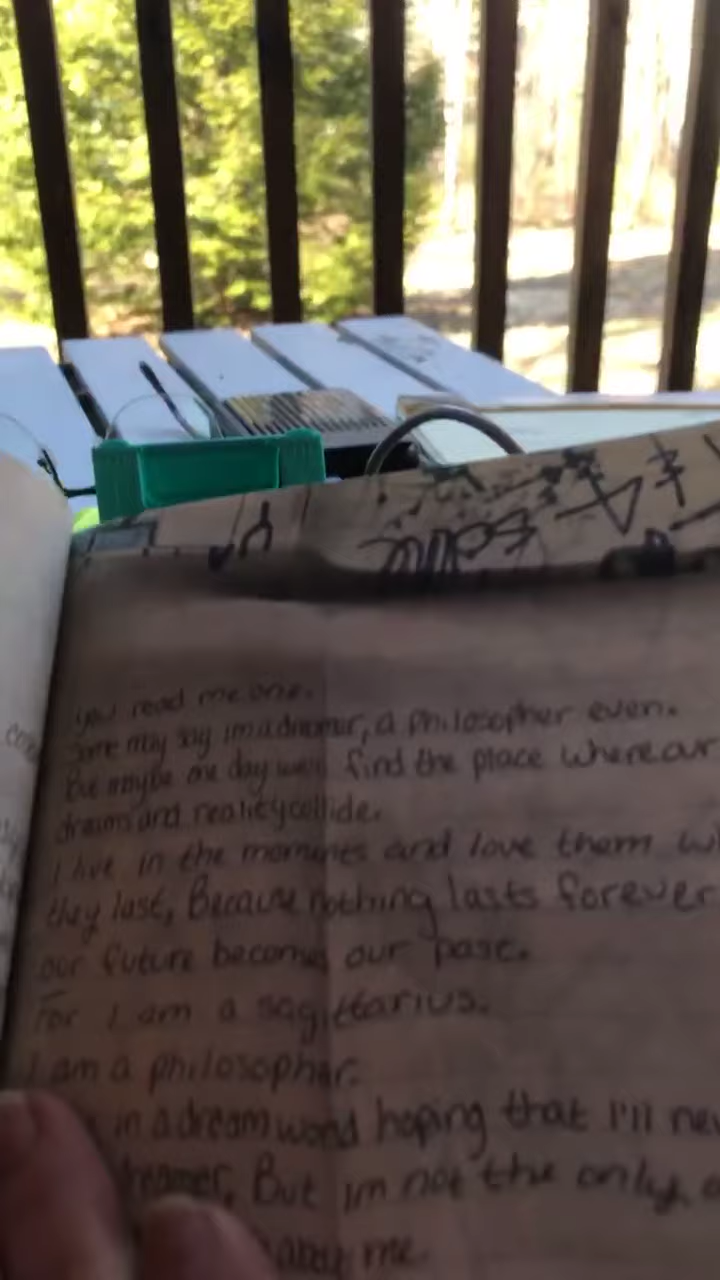 you read me one.
Some may say im a dreamer, a philosopher even.
But maybe one day we'll find the place where our
dreams and reality collide.
I live in the moments and love them
they last, Because nothing lasts forever
our future becomes our past.
For I am a sagittarius.
I am a philosopher.
in a dream world hoping that I'll
dreamer, But im not the only
me.